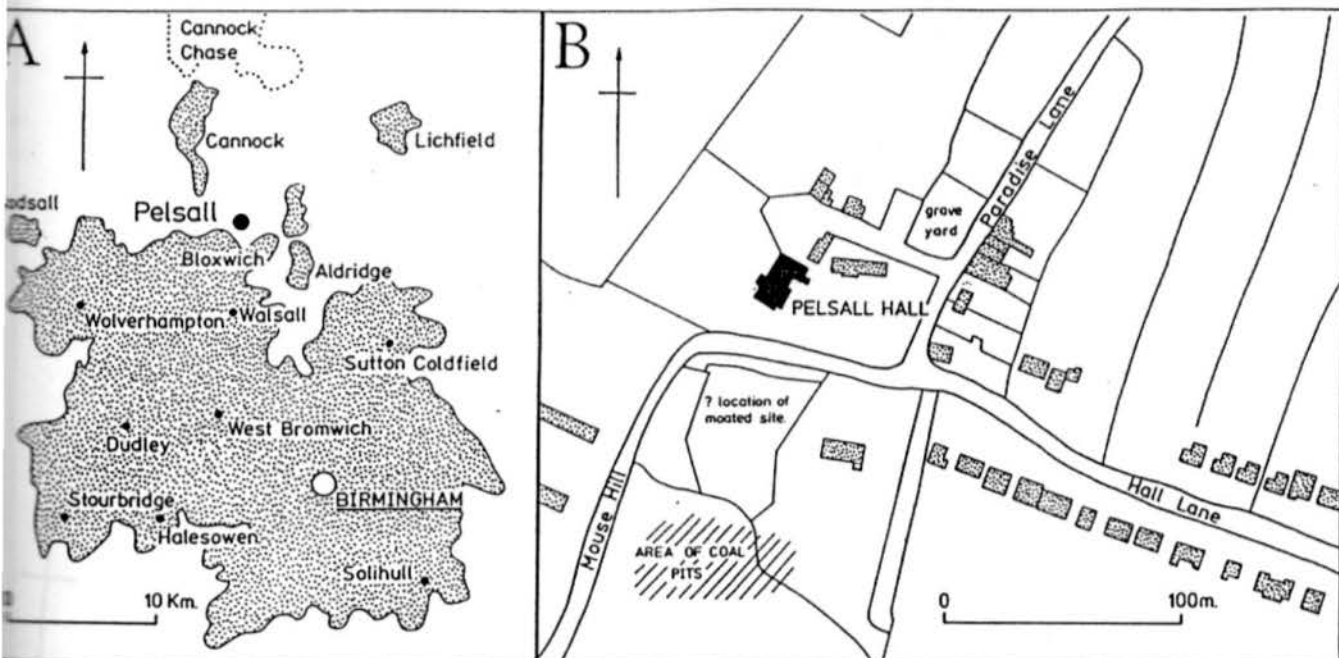 A
Cannock
Chase
Cannock
Lichfield
odsall
Pelsall
Bloxwich
Aldridge
Wolverhampton
Walsall
Sutton Coldfield
West Bromwich
Dudley
Stourbridge
BIRMINGHAM
Halesowen
Solihull
10 Km.
B
Paradise Lane
grave
yard
PELSALL HALL
? location of
moated site
Mouse Hill
Hall Lane
AREA OF COAL
PITS
0
100m.